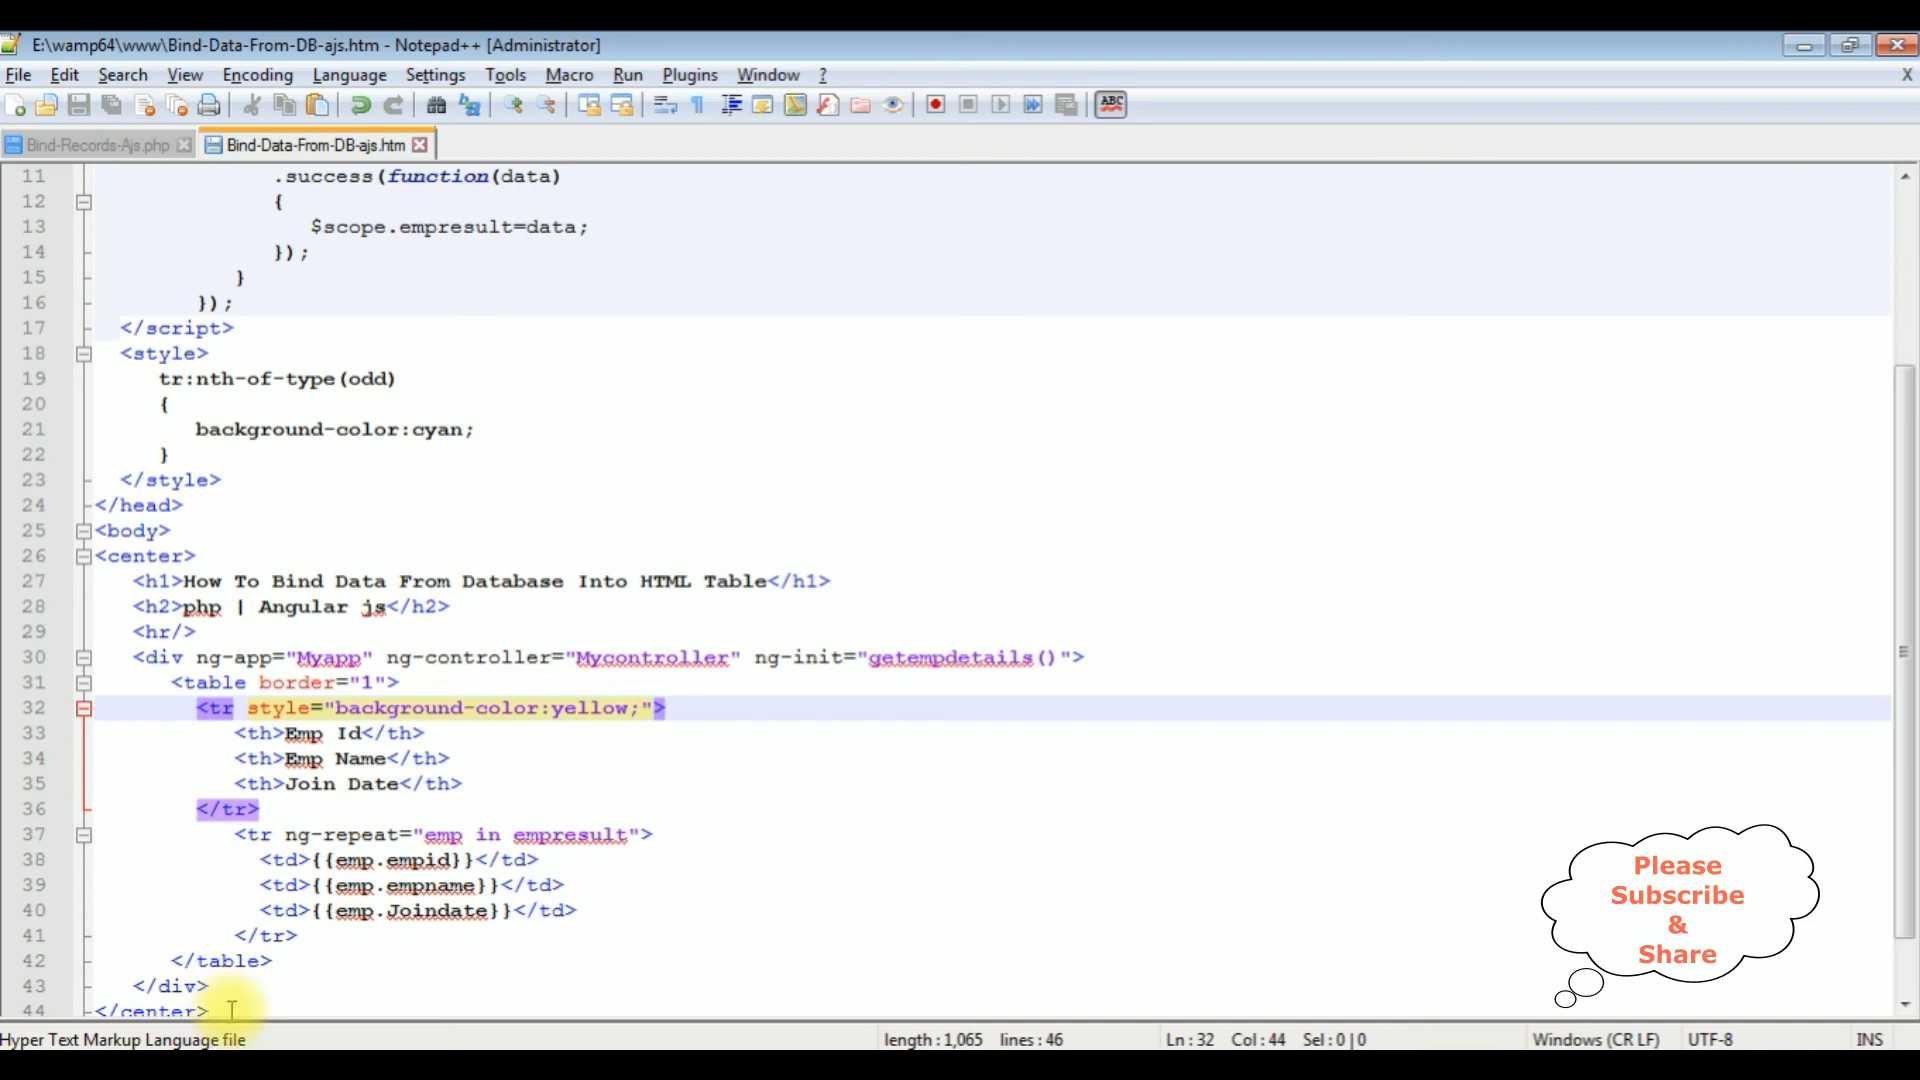 E:\wamp64\www\Bind-Data-From-DB-ajs.htm - Notepad++ [Administrator]
File Edit Search View Encoding Language Settings Tools Macro Run Plugins Window ? X
ABC
Bind-Records-Ajs.php Bind-Data-From-DB-ajs.htm
11 .success(function(data)
12 {
13 $scope.empresult=data;
14 });
15 }
16 });
17 </script>
18 <style>
19 tr:nth-of-type(odd)
20 {
21 background-color:cyan;
22 }
23 </style>
24 </head>
25 <body>
26 <center>
27 <h1>How To Bind Data From Database Into HTML Table</h1>
28 <h2>php | Angular js</h2>
29 <hr/>
30 <div ng-app="Myapp" ng-controller="Mycontroller" ng-init="getempdetails()">
31 <table border="1">
32 <tr style="background-color:yellow;">
33 <th>Emp Id</th>
34 <th>Emp Name</th>
35 <th>Join Date</th>
36 </tr>
37 <tr ng-repeat="emp in empresult">
38 <td>{{emp.empid}}</td>
39 <td>{{emp.empname}}</td>
40 <td>{{emp.Joindate}}</td>
41 </tr>
42 </table>
43 </div>
44 </center>
Please
Subscribe
&
Share
Hyper Text Markup Language file length : 1,065 lines : 46 Ln : 32 Col : 44 Sel : 0 | 0 Windows (CR LF) UTF-8 INS